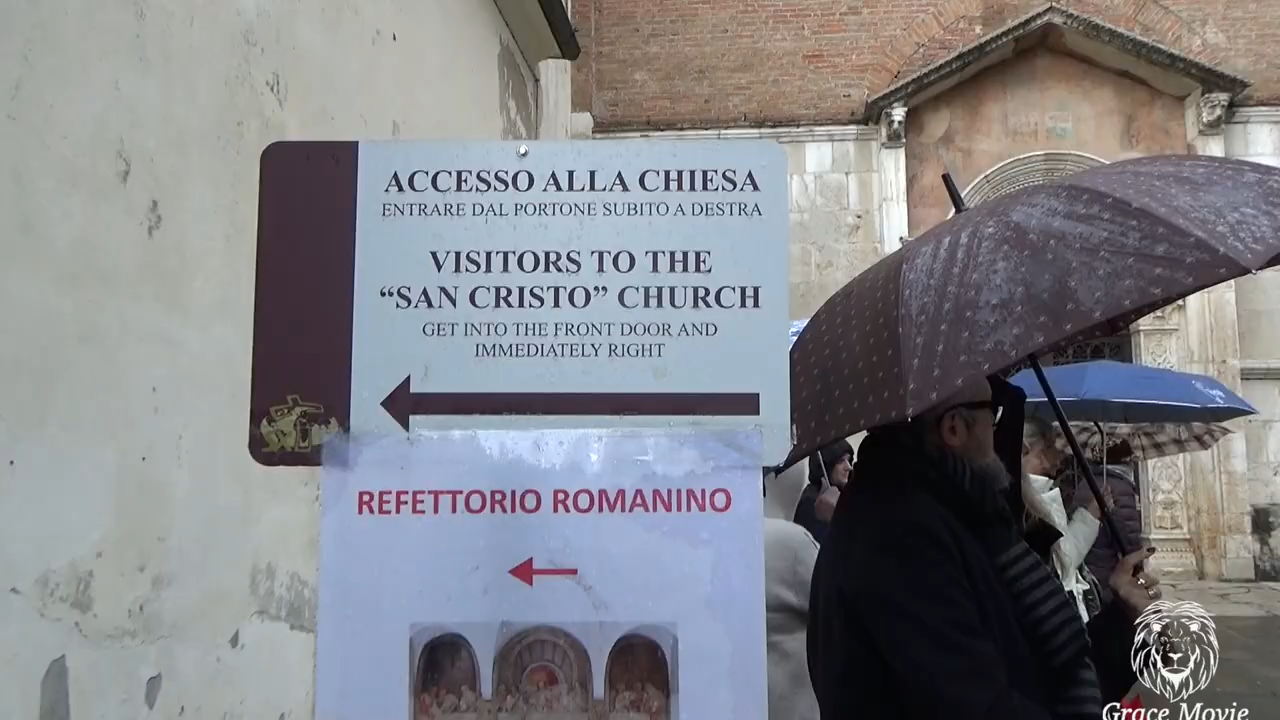 ACCESSO ALLA CHIESA
ENTRARE DAL PORTONE SUBITO A DESTRA
VISITORS TO THE
“SAN CRISTO” CHURCH
GET INTO THE FRONT DOOR AND
IMMEDIATELY RIGHT
REFETTORIO ROMANINO
Grace Movie